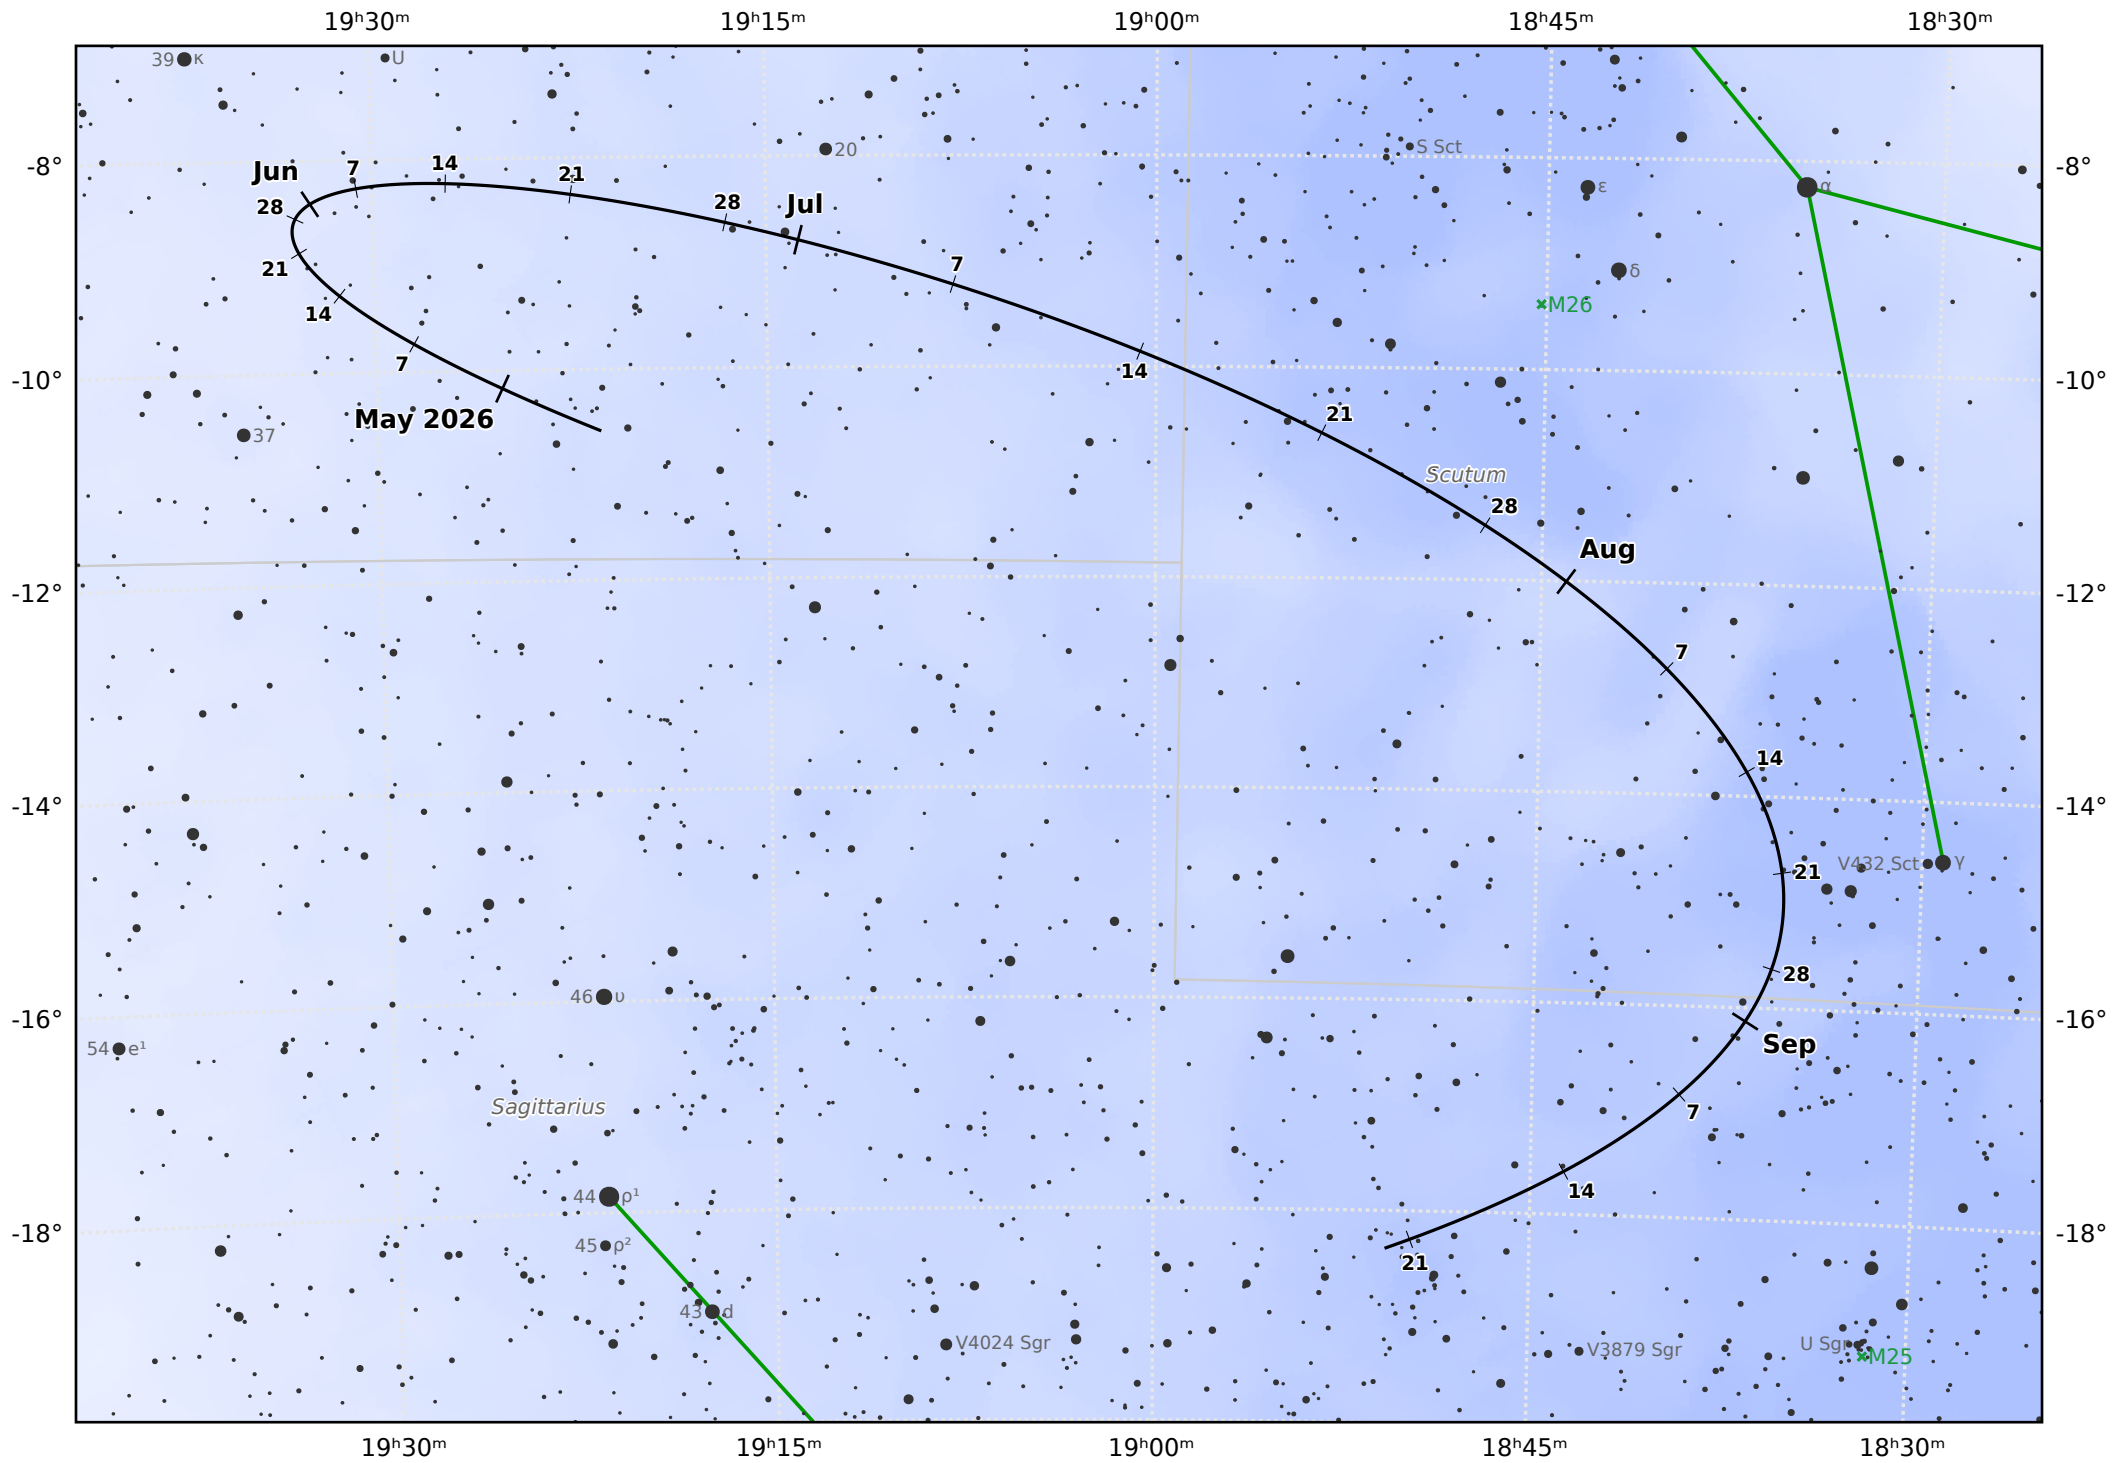 19ʰ30ᵐ 19ʰ15ᵐ 19ʰ00ᵐ 18ʰ45ᵐ 18ʰ30ᵐ
39 κ U
20 S Sct
-8° Jun 7 14 21 -8°
28 28 Jul ε α
21 7 δ
14 M26
7 14
-10° -10°
May 2026 21
37
Scutum
28
Aug
-12° -12°
7
14
-14° -14°
21 V432 Sct γ
28
46 υ
-16° -16°
54 e¹ Sep
Sagittarius 7
44 ρ¹ 14
-18° 45 ρ² -18°
21
43 d
V4024 Sgr V3879 Sgr U Sgr
M25
19ʰ30ᵐ 19ʰ15ᵐ 19ʰ00ᵐ 18ʰ45ᵐ 18ʰ30ᵐ